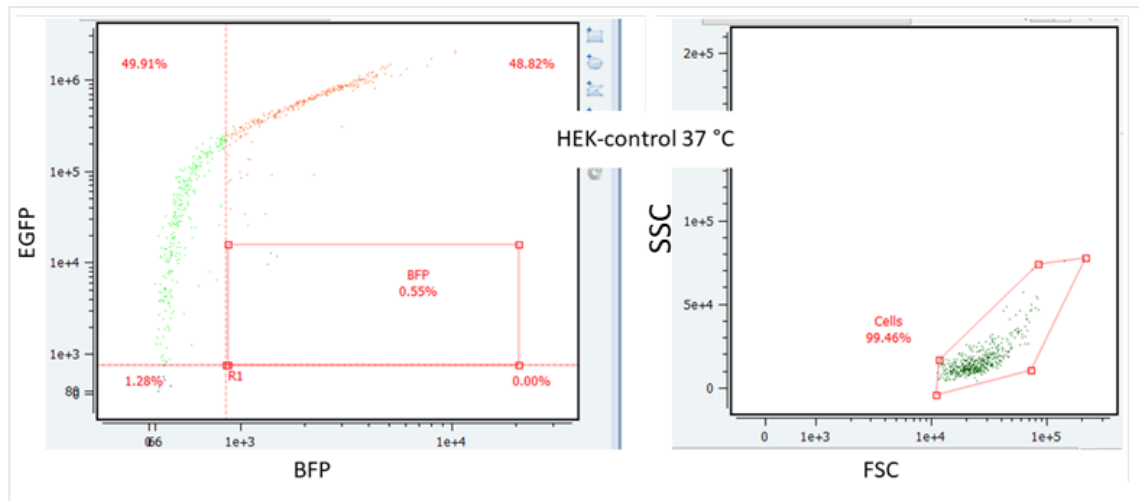 49.91%
48.82%
1e+6
1e+5
1e+4
1e+3
BFP
0.55%
1.28%
R1
0.00%
1e+3
1e+4
EGFP
BFP
HEK-control 37 °C
2e+5
1e+5
5e+4
0
Cells
99.46%
0
1e+3
1e+4
1e+5
SSC
FSC